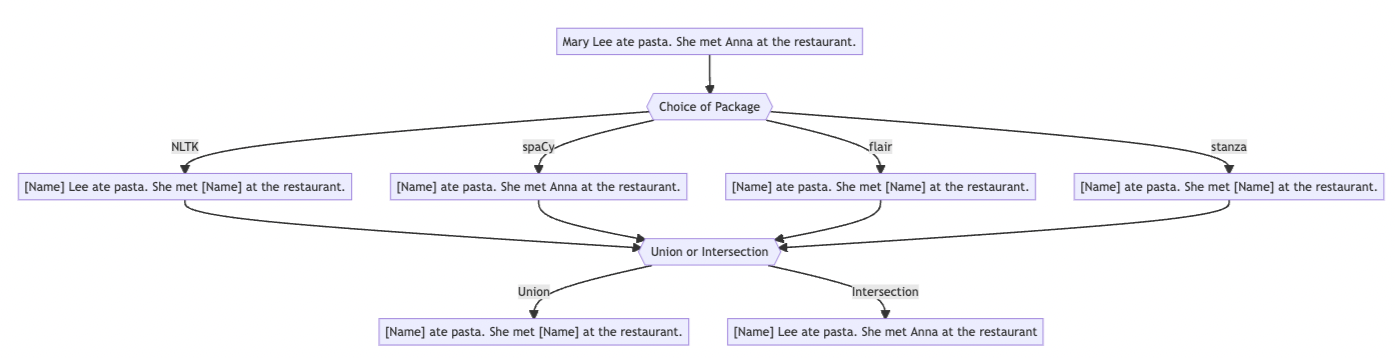 Mary Lee ate pasta. She met Anna at the restaurant.
Choice of Package
NLTK
spaCy
flair
stanza
[Name] Lee ate pasta. She met [Name] at the restaurant.
[Name] ate pasta. She met Anna at the restaurant.
[Name] ate pasta. She met [Name] at the restaurant.
[Name] ate pasta. She met [Name] at the restaurant.
Union or Intersection
Union
Intersection
[Name] ate pasta. She met [Name] at the restaurant.
[Name] Lee ate pasta. She met Anna at the restaurant